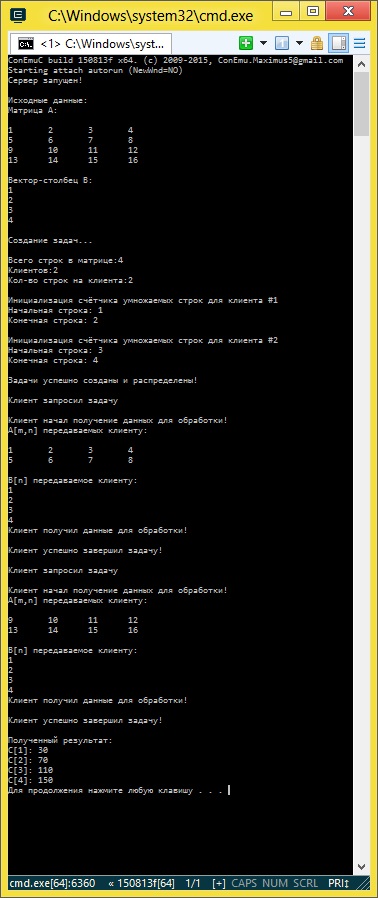 C:\Windows\system32\cmd.exe
<1> C:\Windows\syst...
ConEmuC build 150813f x64. (c) 2009-2015, ConEmu.Maximus5@gmail.com
Starting attach autorun (NewWnd=NO)
Сервер запущен!
Исходные данные:
Матрица A:
1 2 3 4
5 6 7 8
9 10 11 12
13 14 15 16
Вектор-столбец B:
1
2
3
4
Создание задач...
Всего строк в матрице:4
Клиентов:2
Кол-во строк на клиента:2
Инициализация счётчика умножаемых строк для клиента #1
Начальная строка: 1
Конечная строка: 2
Инициализация счётчика умножаемых строк для клиента #2
Начальная строка: 3
Конечная строка: 4
Задачи успешно созданы и распределены!
Клиент запросил задачу
Клиент начал получение данных для обработки!
A[m,n] передаваемых клиенту:
1 2 3 4
5 6 7 8
B[n] передаваемое клиенту:
1
2
3
4
Клиент получил данные для обработки!
Клиент успешно завершил задачу!
Клиент запросил задачу
Клиент начал получение данных для обработки!
A[m,n] передаваемых клиенту:
9 10 11 12
13 14 15 16
B[n] передаваемое клиенту:
1
2
3
4
Клиент получил данные для обработки!
Клиент успешно завершил задачу!
Полученный результат:
C[1]: 30
C[2]: 70
C[3]: 110
C[4]: 150
Для продолжения нажмите любую клавишу . . .
cmd.exe[64]:6360 « 150813f[64] 1/1 [+] CAPS NUM SCRL PRI‡